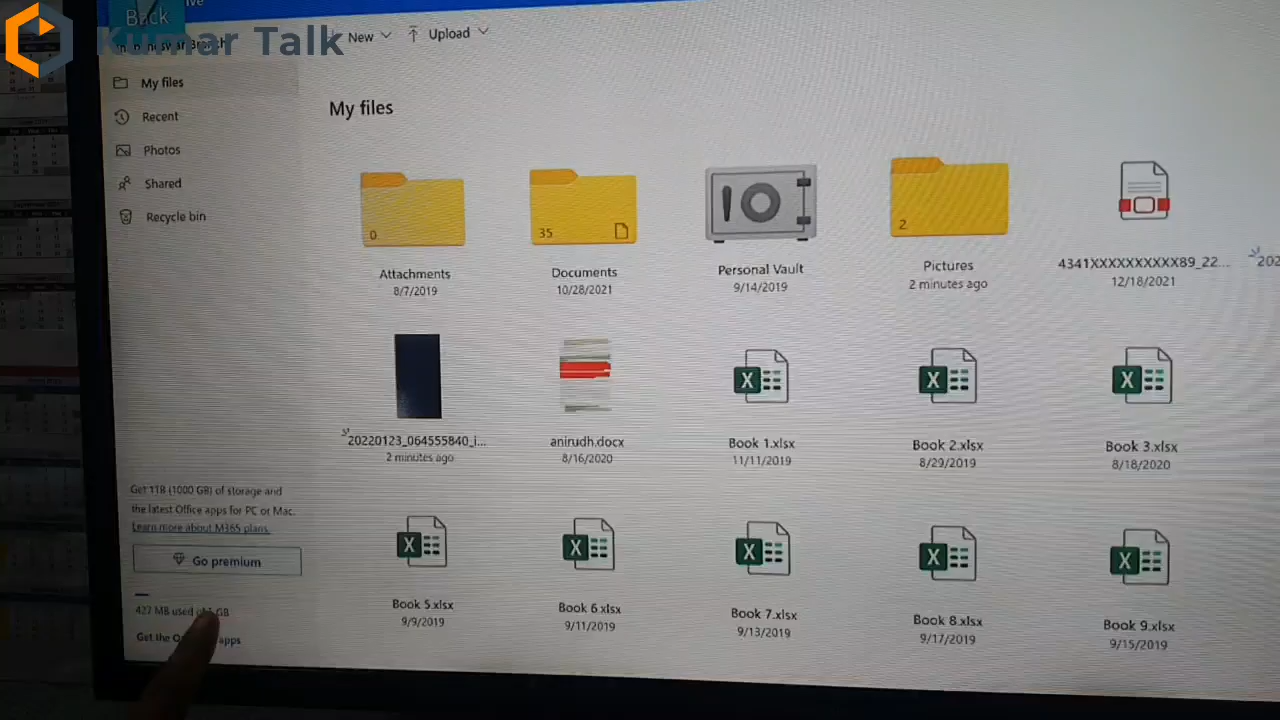 Back
Kumar Talk
New
Upload
My files
Recent
Photos
Shared
Recycle bin
My files
0
Attachments
8/7/2019
35
Documents
10/28/2021
Personal Vault
9/14/2019
2
Pictures
2 minutes ago
4341XXXXXXXXXX89_22...
12/18/2021
20220123_064555840_i...
2 minutes ago
anirudh.docx
8/16/2020
Book 1.xlsx
11/11/2019
Book 2.xlsx
8/29/2019
Book 3.xlsx
8/18/2020
Get 1TB (1000 GB) of storage and
the latest Office apps for PC or Mac.
Learn more about M365 plans.
Go premium
427 MB used of GB
Get the apps
Book 5.xlsx
9/9/2019
Book 6.xlsx
9/11/2019
Book 7.xlsx
9/13/2019
Book 8.xlsx
9/17/2019
Book 9.xlsx
9/15/2019